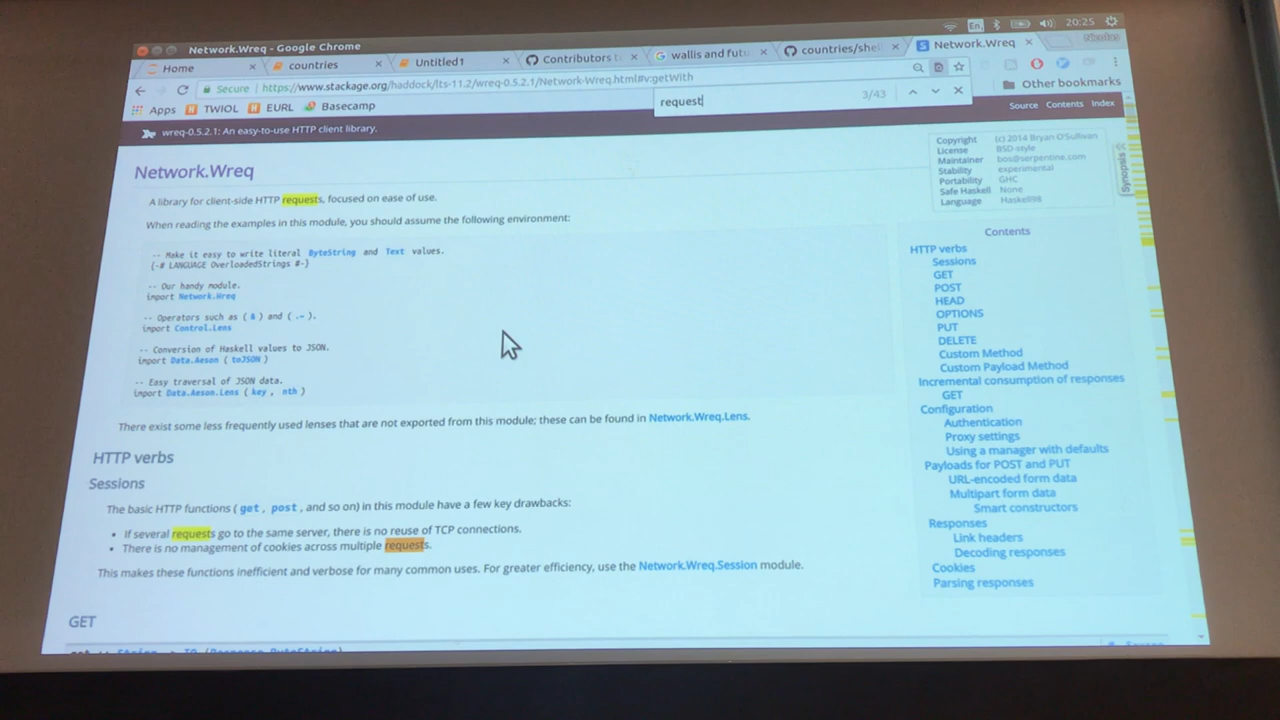 En 20:25
Network.Wreq - Google Chrome
Home countries Untitled1 Contributors to wallis and futu countries/shel Network.Wreq Nicolas
Secure https://www.stackage.org/haddock/lts-11.2/wreq-0.5.2.1/Network-Wreq.html#v:getWith
Apps TWIOL EURL Basecamp Other bookmarks
request 3/43
wreq-0.5.2.1: An easy-to-use HTTP client library. Source Contents Index
Copyright (c) 2014 Bryan O'Sullivan
License BSD-style
Maintainer bos@serpentine.com
Stability experimental
Portability GHC
Safe Haskell None
Language Haskell98
Synopsis
Network.Wreq
A library for client-side HTTP requests, focused on ease of use.
When reading the examples in this module, you should assume the following environment:
-- Make it easy to write literal ByteString and Text values.
{-# LANGUAGE OverloadedStrings #-}
-- Our handy module.
import Network.Wreq
-- Operators such as (&) and (.~).
import Control.Lens
-- Conversion of Haskell values to JSON.
import Data.Aeson (toJSON)
-- Easy traversal of JSON data.
import Data.Aeson.Lens (key, nth)
There exist some less frequently used lenses that are not exported from this module; these can be found in Network.Wreq.Lens.
HTTP verbs
Sessions
The basic HTTP functions (get, post, and so on) in this module have a few key drawbacks:
• If several requests go to the same server, there is no reuse of TCP connections.
• There is no management of cookies across multiple requests.
This makes these functions inefficient and verbose for many common uses. For greater efficiency, use the Network.Wreq.Session module.
GET
get :: String -> IO (Response ByteString) # Source
Contents
HTTP verbs
Sessions
GET
POST
HEAD
OPTIONS
PUT
DELETE
Custom Method
Custom Payload Method
Incremental consumption of responses
GET
Configuration
Authentication
Proxy settings
Using a manager with defaults
Payloads for POST and PUT
URL-encoded form data
Multipart form data
Smart constructors
Responses
Link headers
Decoding responses
Cookies
Parsing responses